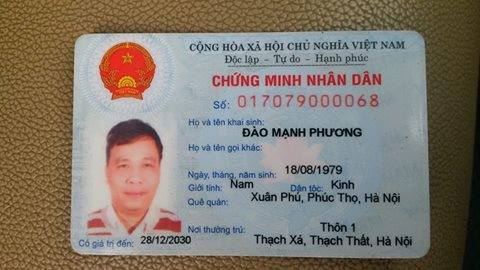 CỘNG HÒA XÃ HỘI CHỦ NGHĨA VIỆT NAM
Độc lập - Tự do - Hạnh phúc
CHỨNG MINH NHÂN DÂN
Số: 017079000068
Họ và tên khai sinh:
ĐÀO MẠNH PHƯƠNG
Họ và tên gọi khác:
Ngày, tháng, năm sinh: 18/08/1979
Giới tính: Nam Dân tộc: Kinh
Quê quán: Xuân Phú, Phúc Thọ, Hà Nội
Nơi thường trú: Thôn 1
Thạch Xá, Thạch Thất, Hà Nội
Có giá trị đến: 28/12/2030